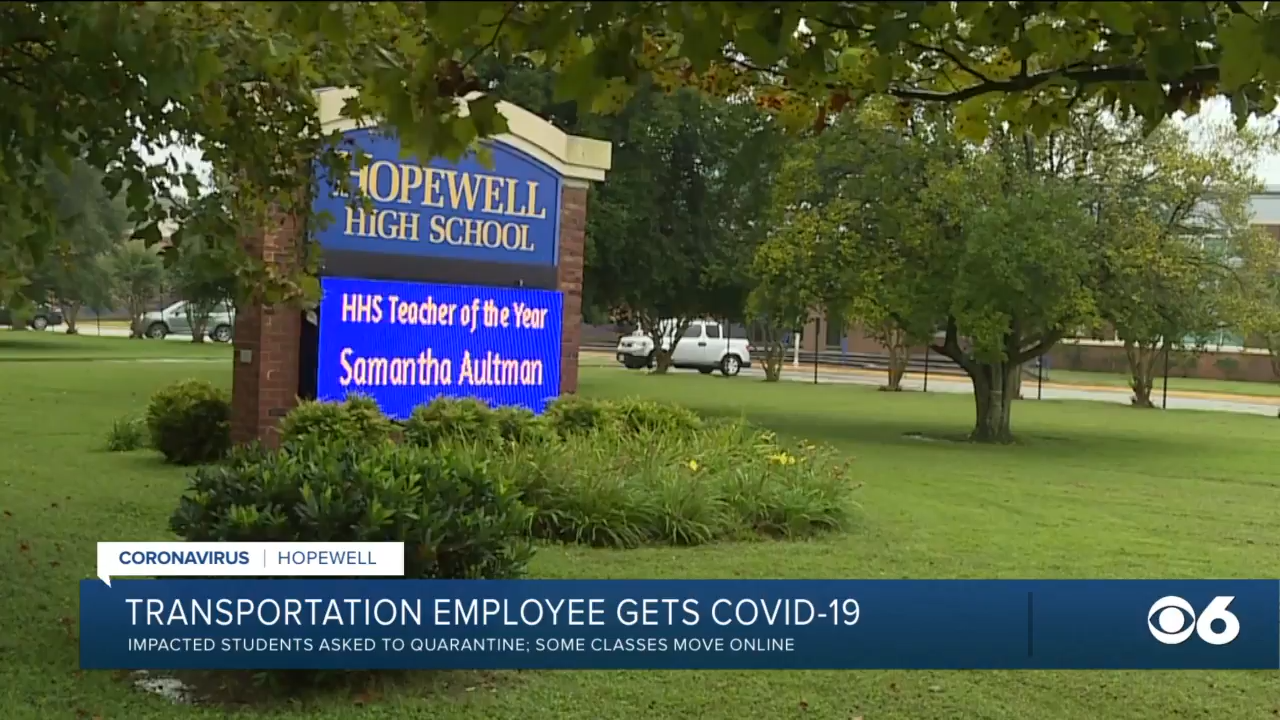 HOPEWELL
HIGH SCHOOL
HHS Teacher of the Year
Samantha Aultman
CORONAVIRUS | HOPEWELL
TRANSPORTATION EMPLOYEE GETS COVID-19
IMPACTED STUDENTS ASKED TO QUARANTINE; SOME CLASSES MOVE ONLINE
6